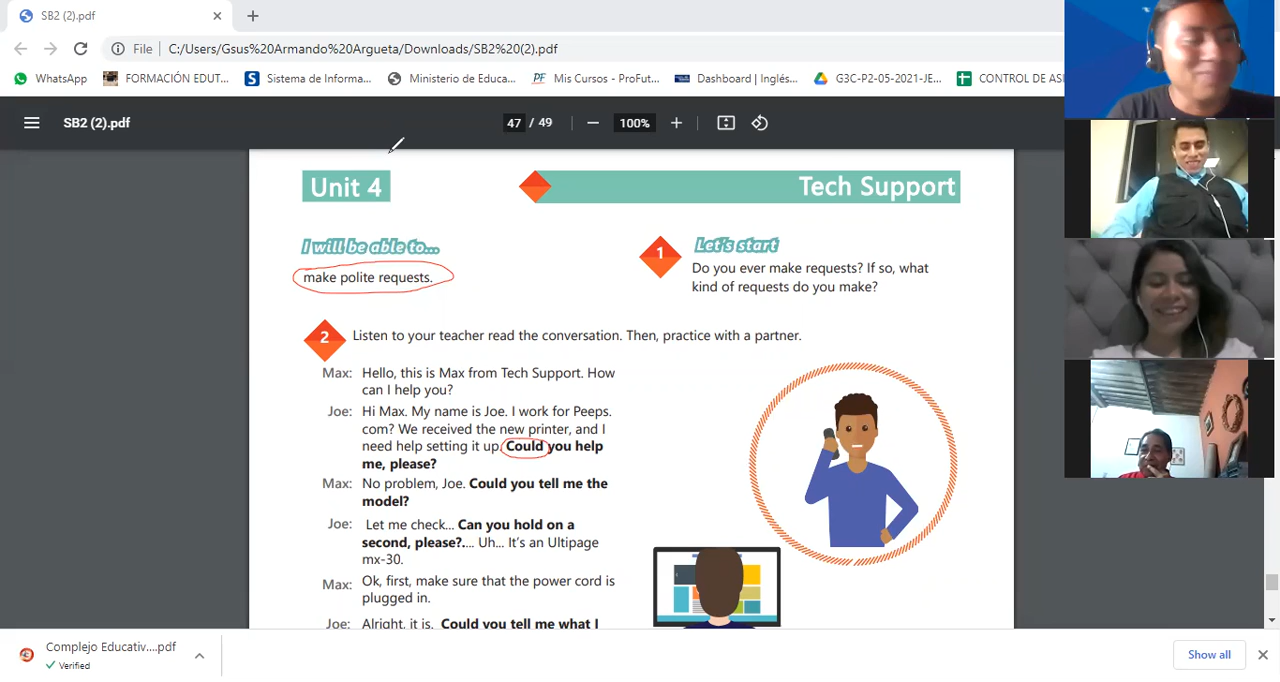 SB2 (2).pdf
File C:/Users/Gsus%20Armando%20Argueta/Downloads/SB2%20(2).pdf
WhatsApp FORMACIÓN EDUT... Sistema de Informa... Ministerio de Educa... PF Mis Cursos - ProFut... Dashboard | Inglés... G3C-P2-05-2021-JE... CONTROL DE AS
SB2 (2).pdf 47 / 49 100%
Unit 4 Tech Support
I will be able to...
make polite requests.
1 Let's start
Do you ever make requests? If so, what
kind of requests do you make?
2 Listen to your teacher read the conversation. Then, practice with a partner.
Max: Hello, this is Max from Tech Support. How
can I help you?
Joe: Hi Max. My name is Joe. I work for Peeps.
com? We received the new printer, and I
need help setting it up. Could you help
me, please?
Max: No problem, Joe. Could you tell me the
model?
Joe: Let me check... Can you hold on a
second, please?.... Uh... It's an Ultipage
mx-30.
Max: Ok, first, make sure that the power cord is
plugged in.
Joe: Alright, it is. Could you tell me what I
Complejo Educativ....pdf
Verified
Show all